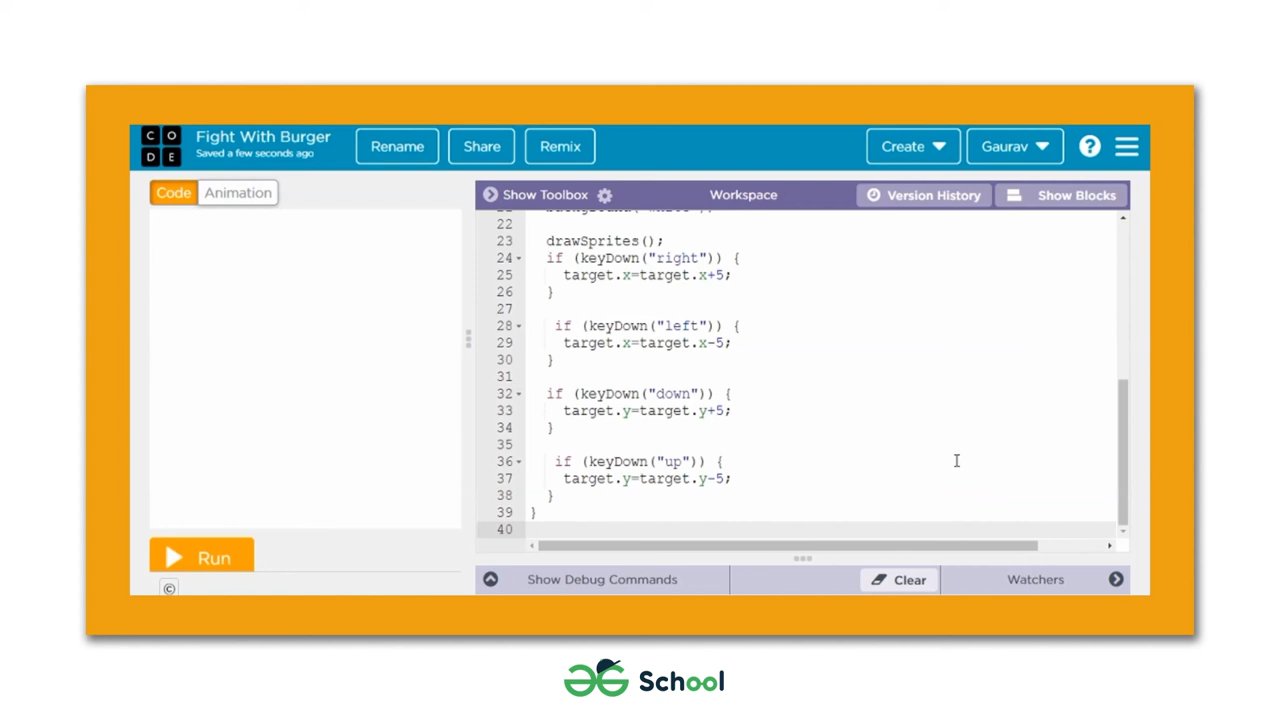 CODE
Fight With Burger
Saved a few seconds ago
Rename
Share
Remix
Create
Gaurav
?
Code
Animation
Show Toolbox
Workspace
Version History
Show Blocks
22
23 drawSprites();
24 if (keyDown("right")) {
25 target.x=target.x+5;
26 }
27
28 if (keyDown("left")) {
29 target.x=target.x-5;
30 }
31
32 if (keyDown("down")) {
33 target.y=target.y+5;
34 }
35
36 if (keyDown("up")) {
37 target.y=target.y-5;
38 }
39 }
40
Run
©
Show Debug Commands
Clear
Watchers
School